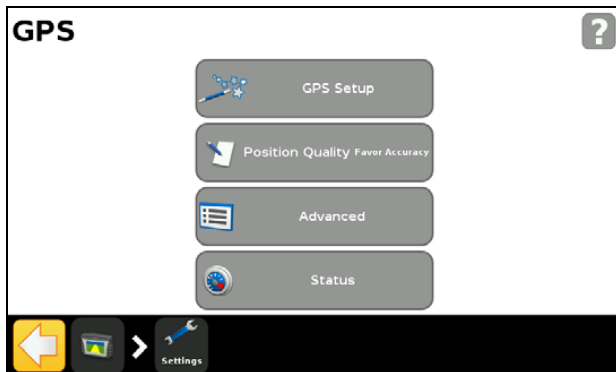 GPS
?
GPS Setup
Position Quality Favor Accuracy
Advanced
Status
Settings